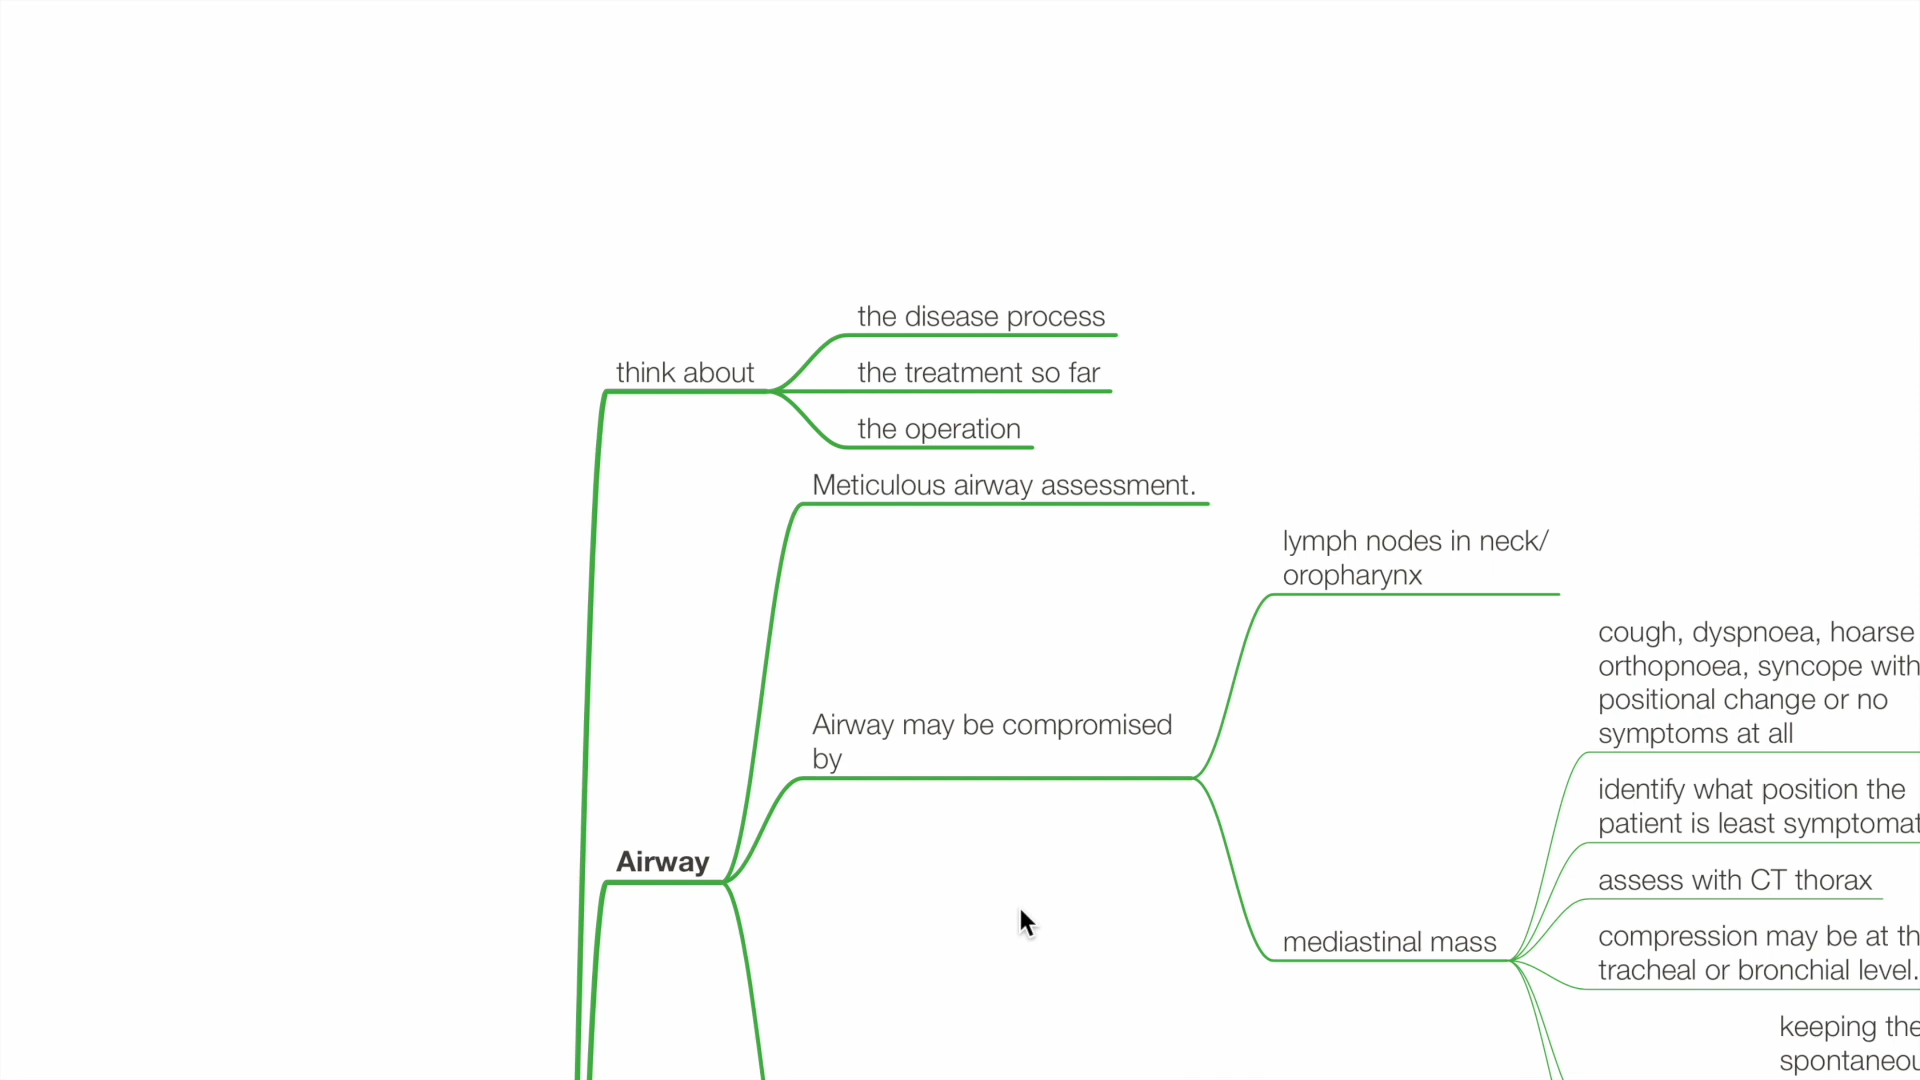 the disease process
think about
the treatment so far
the operation
Meticulous airway assessment.
lymph nodes in neck/
oropharynx
cough, dyspnoea, hoarse
orthopnoea, syncope with
positional change or no
symptoms at all
Airway may be compromised
by
identify what position the
patient is least
Airway
assess with CT thorax
mediastinal mass
compression may be at
tracheal or bronchial level.
keeping the